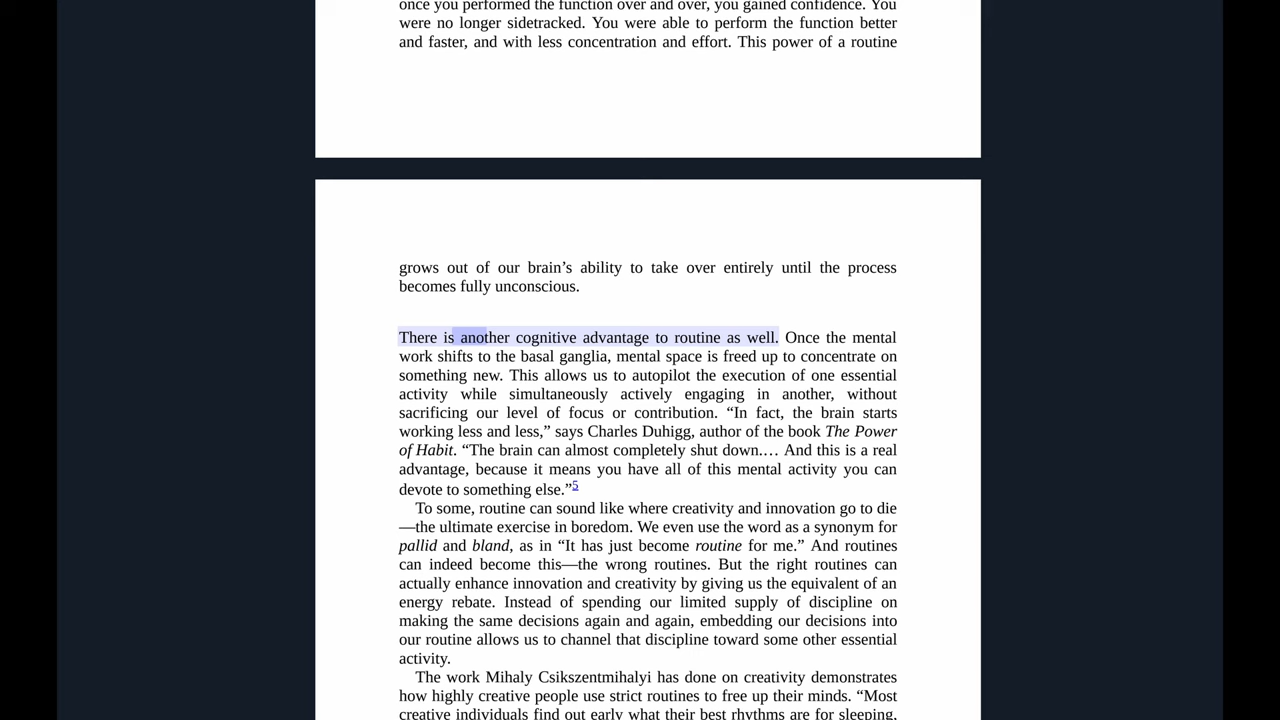 once you performed the function over and over, you gained confidence. You
were no longer sidetracked. You were able to perform the function better
and faster, and with less concentration and effort. This power of a routine
grows out of our brain’s ability to take over entirely until the process
becomes fully unconscious.
There is another cognitive advantage to routine as well. Once the mental
work shifts to the basal ganglia, mental space is freed up to concentrate on
something new. This allows us to autopilot the execution of one essential
activity while simultaneously actively engaging in another, without
sacrificing our level of focus or contribution. “In fact, the brain starts
working less and less,” says Charles Duhigg, author of the book The Power
of Habit. “The brain can almost completely shut down.… And this is a real
advantage, because it means you have all of this mental activity you can
devote to something else.”5
To some, routine can sound like where creativity and innovation go to die
—the ultimate exercise in boredom. We even use the word as a synonym for
pallid and bland, as in “It has just become routine for me.” And routines
can indeed become this—the wrong routines. But the right routines can
actually enhance innovation and creativity by giving us the equivalent of an
energy rebate. Instead of spending our limited supply of discipline on
making the same decisions again and again, embedding our decisions into
our routine allows us to channel that discipline toward some other essential
activity.
The work Mihaly Csikszentmihalyi has done on creativity demonstrates
how highly creative people use strict routines to free up their minds. “Most
creative individuals find out early what their best rhythms are for sleeping,